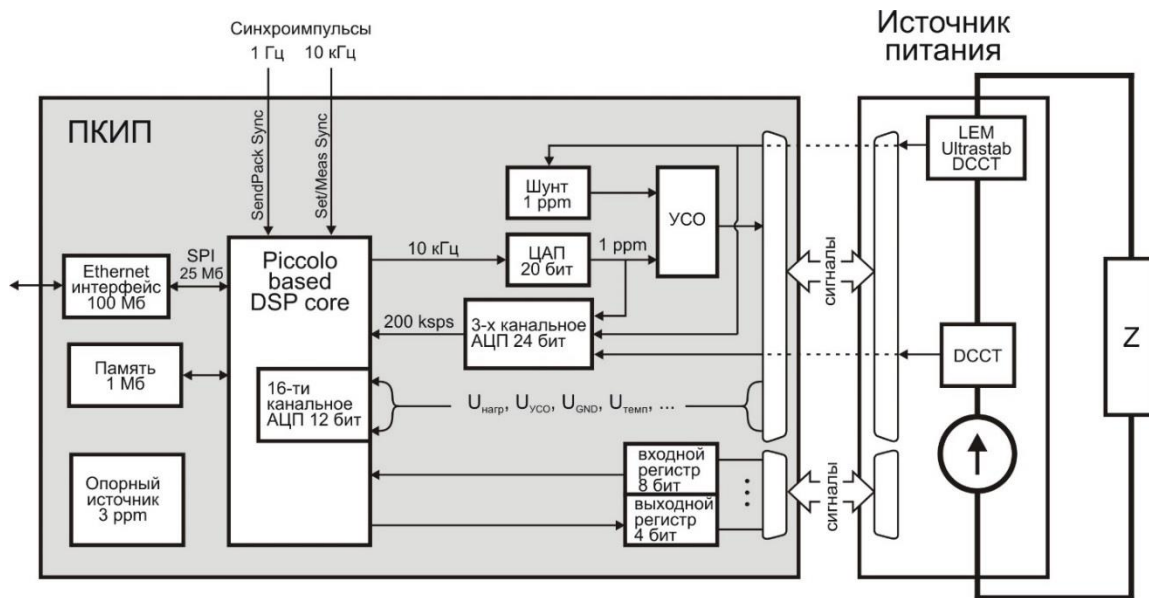 Синхроимпульсы
1 Гц 10 кГц
Источник
питания
ПКИП
SendPack Sync
Set/Meas Sync
LEM
Ultrastab
DCCT
Шунт
1 ppm
УСО
10 кГц
ЦАП
20 бит
1 ppm
SPI
25 Мб
Ethernet
интерфейс
100 Мб
Piccolo
based
DSP core
200 ksps
3-х канальное
АЦП 24 бит
сигналы
Z
DCCT
Память
1 Мб
16-ти
канальное
АЦП 12 бит
Uнагр, UУСО, UGND, Uтемп, ...
Опорный
источник
3 ppm
входной
регистр
8 бит
выходной
регистр
4 бит
сигналы